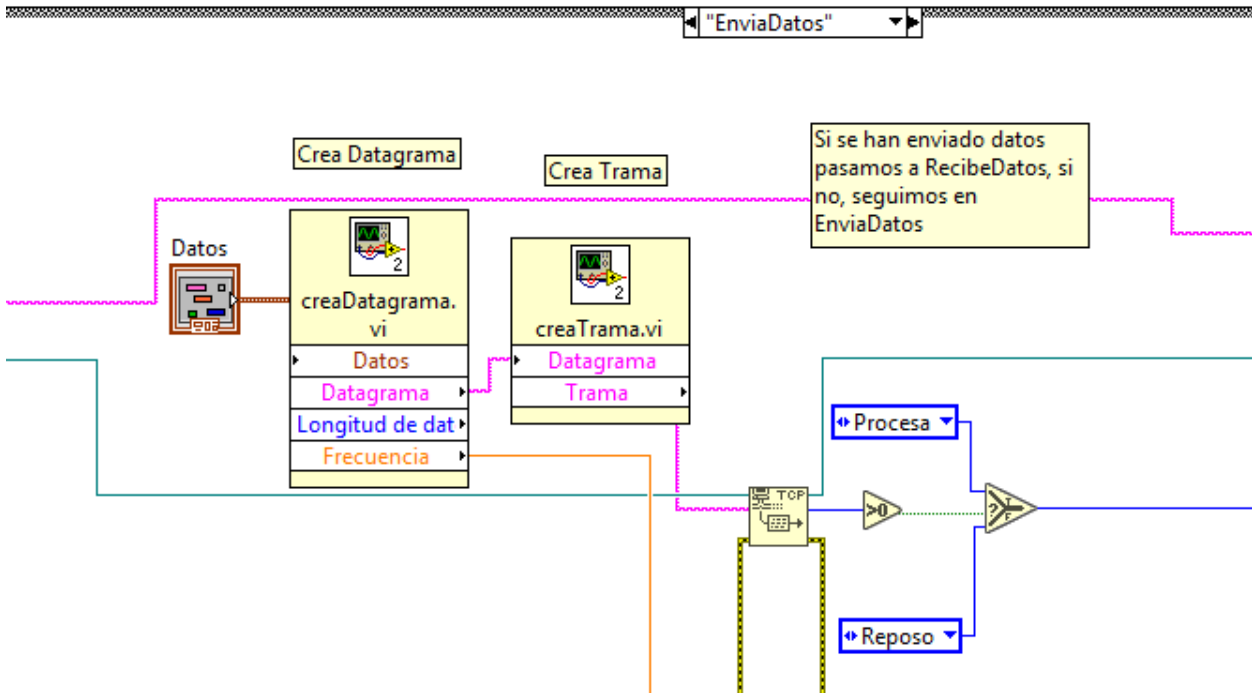 "EnviaDatos"
Crea Datagrama
Crea Trama
Si se han enviado datos
pasamos a RecibeDatos, si
no, seguimos en
EnviaDatos
Datos
2
creaDatagrama.
vi
Datos
Datagrama
Longitud de dat
Frecuencia
2
creaTrama.vi
Datagrama
Trama
Procesa
TCP
>0
?
T
F
Reposo